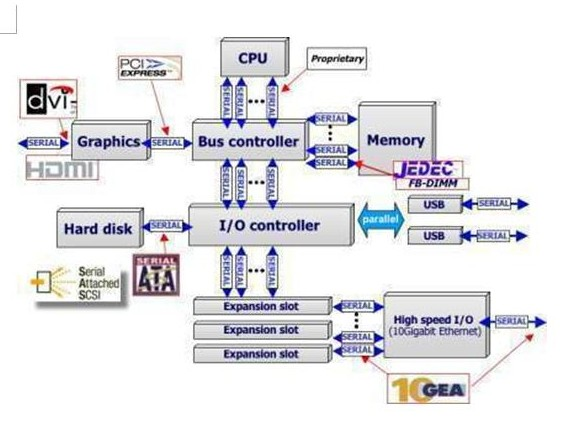 CPU
Proprietary
PCI
EXPRESS
SERIAL
SERIAL
SERIAL
dvi
SERIAL
Graphics
SERIAL
Bus controller
SERIAL
SERIAL
SERIAL
Memory
HDMI
JEDEC
FB-DIMM
SERIAL
SERIAL
SERIAL
USB
SERIAL
Hard disk
SERIAL
I/O controller
parallel
USB
SERIAL
Serial
Attached
SCSI
SERIAL
ATA
SERIAL
SERIAL
SERIAL
Expansion slot
SERIAL
Expansion slot
SERIAL
Expansion slot
SERIAL
High speed I/O
(10Gigabit Ethernet)
SERIAL
10GEA